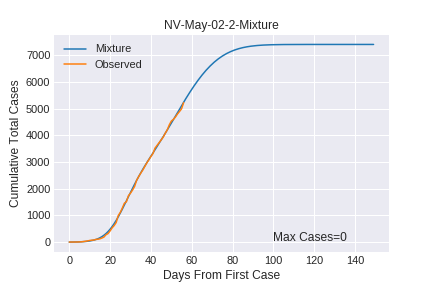 NV-May-02-2-Mixture
Cumulative Total Cases
7000
6000
5000
4000
3000
2000
1000
0
Mixture
Observed
Max Cases=0
0 20 40 60 80 100 120 140
Days From First Case